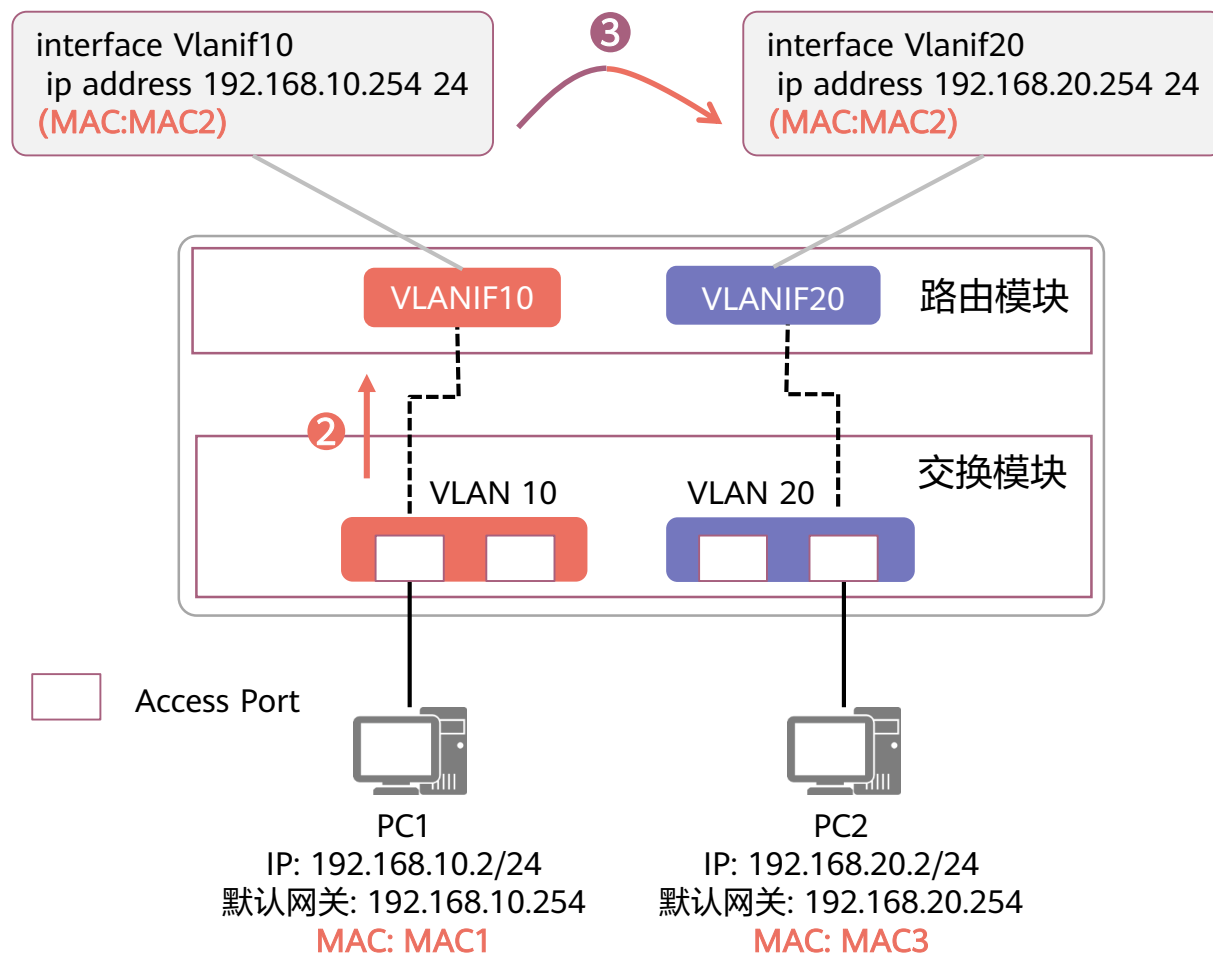 interface Vlanif10
ip address 192.168.10.254 24
(MAC:MAC2)
3
interface Vlanif20
ip address 192.168.20.254 24
(MAC:MAC2)
VLANIF10
VLANIF20
路由模块
2
交换模块
VLAN 10
VLAN 20
Access Port
PC1
IP: 192.168.10.2/24
默认网关: 192.168.10.254
MAC: MAC1
PC2
IP: 192.168.20.2/24
默认网关: 192.168.20.254
MAC: MAC3